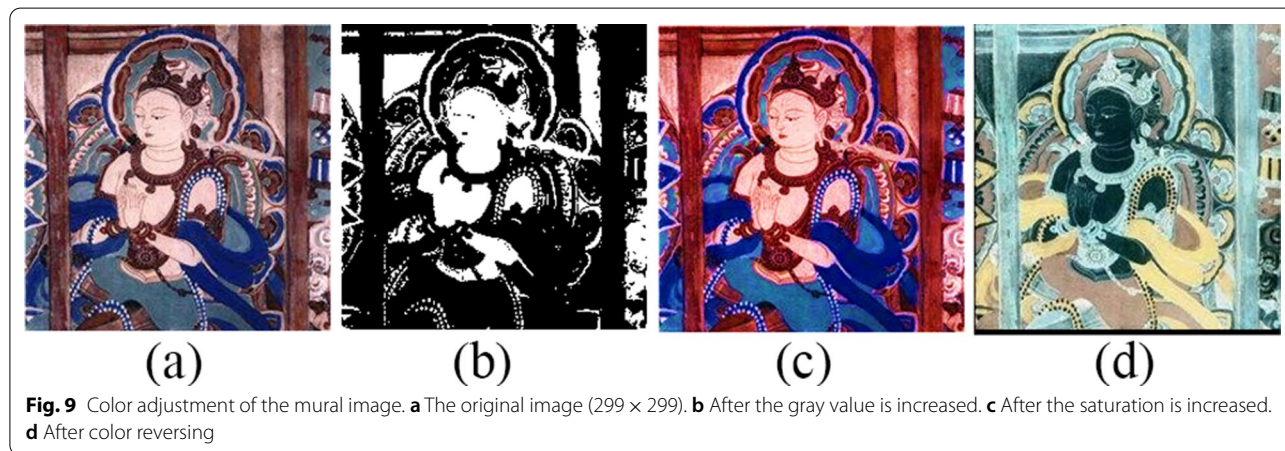 (a) (b) (c) (d)
Fig. 9 Color adjustment of the mural image. a The original image (299 × 299). b After the gray value is increased. c After the saturation is increased.
d After color reversing